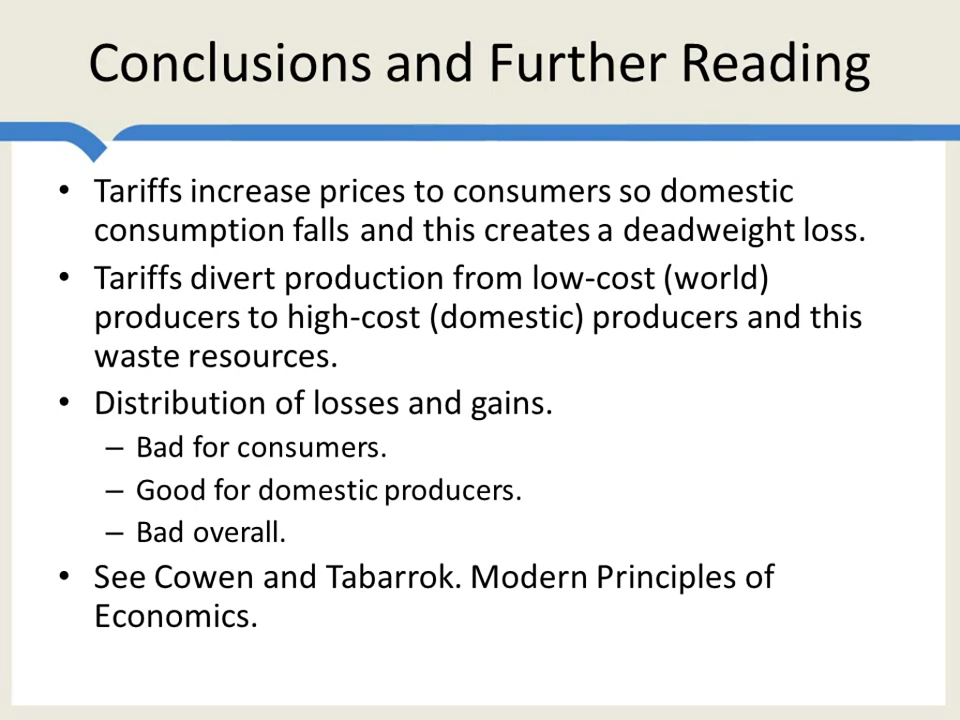 Conclusions and Further Reading
• Tariffs increase prices to consumers so domestic
consumption falls and this creates a deadweight loss.
• Tariffs divert production from low-cost (world)
producers to high-cost (domestic) producers and this
waste resources.
• Distribution of losses and gains.
– Bad for consumers.
– Good for domestic producers.
– Bad overall.
• See Cowen and Tabarrok. Modern Principles of
Economics.